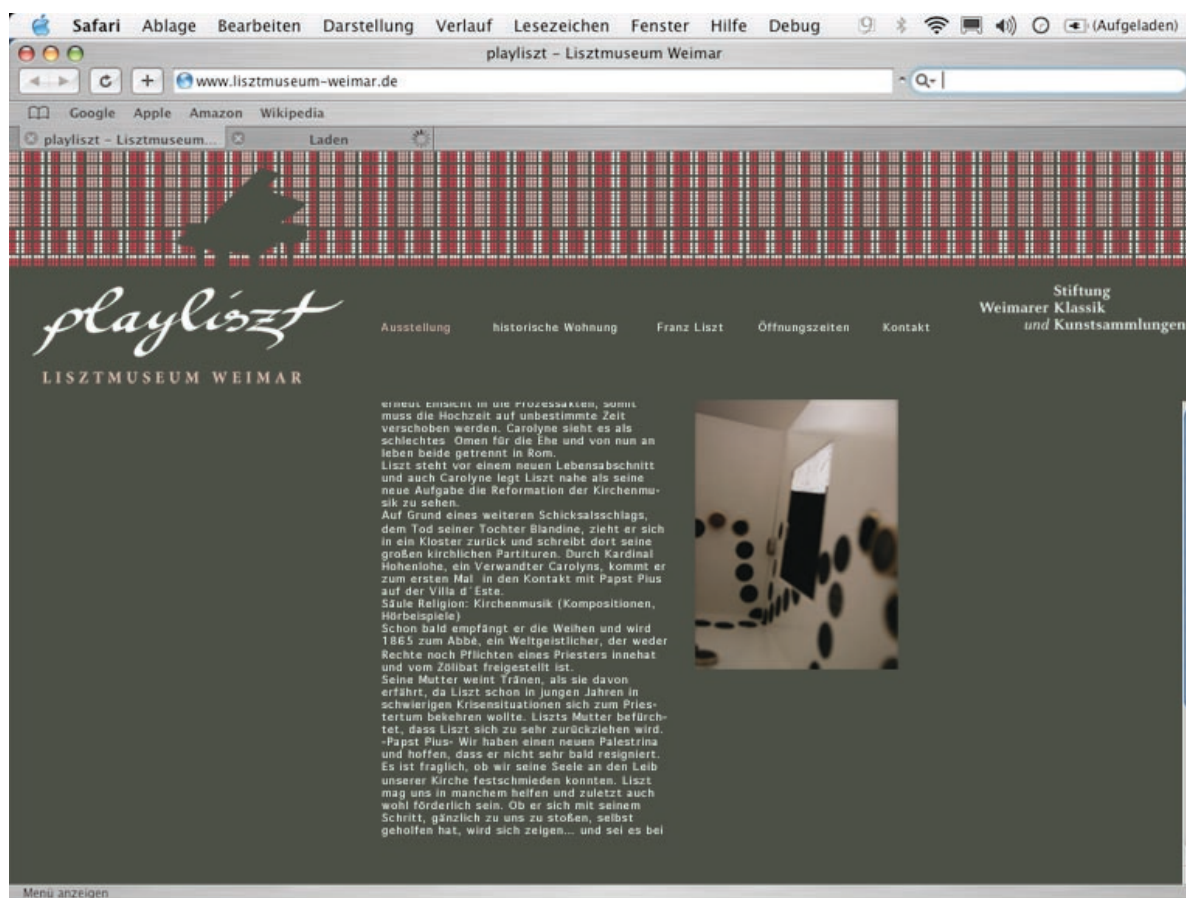 Safari Ablage Bearbeiten Darstellung Verlauf Lesezeichen Fenster Hilfe Debug (Aufgeladen)
playliszt – Lisztmuseum Weimar
www.lisztmuseum-weimar.de
Google Apple Amazon Wikipedia
playliszt – Lisztmuseum... Laden
playliszt
LISZTMUSEUM WEIMAR
Ausstellung historische Wohnung Franz Liszt Öffnungszeiten Kontakt
Stiftung
Weimarer Klassik
und Kunstsammlungen
erneut Einsicht in die Prozessakten, somit
muss die Hochzeit auf unbestimmte Zeit
verschoben werden. Carolyne sieht es als
schlechtes Omen für die Ehe und von nun an
leben beide getrennt in Rom.
Liszt steht vor einem neuen Lebensabschnitt
und auch Carolyne legt Liszt nahe als seine
neue Aufgabe die Reformation der Kirchenmu-
sik zu sehen.
Auf Grund eines weiteren Schicksalsschlags,
dem Tod seiner Tochter Blandine, zieht er sich
in ein Kloster zurück und schreibt dort seine
großen kirchlichen Partituren. Durch Kardinal
Hohenlohe, ein Verwandter Carolyns, kommt er
zum ersten Mal in den Kontakt mit Papst Pius
auf der Villa d´Este.
Säule Religion: Kirchenmusik (Kompositionen,
Hörbeispiele)
Schon bald empfängt er die Weihen und wird
1865 zum Abbé, ein Weltgeistlicher, der weder
Rechte noch Pflichten eines Priesters innehat
und vom Zölibat freigestellt ist.
Seine Mutter weint Tränen, als sie davon
erfährt, da Liszt schon in jungen Jahren in
schwierigen Krisensituationen sich zum Pries-
tertum bekehren wollte. Liszts Mutter befürch-
tet, dass Liszt sich zu sehr zurückziehen wird.
-Papst Pius- Wir haben einen neuen Palestrina
und hoffen, dass er nicht sehr bald resigniert.
Es ist fraglich, ob wir seine Seele an den Leib
unserer Kirche festschmieden konnten. Liszt
mag uns in manchem helfen und zuletzt auch
wohl förderlich sein. Ob er sich mit seinem
Schritt, gänzlich zu uns zu stoßen, selbst
geholfen hat, wird sich zeigen... und sei es bei
Menü anzeigen